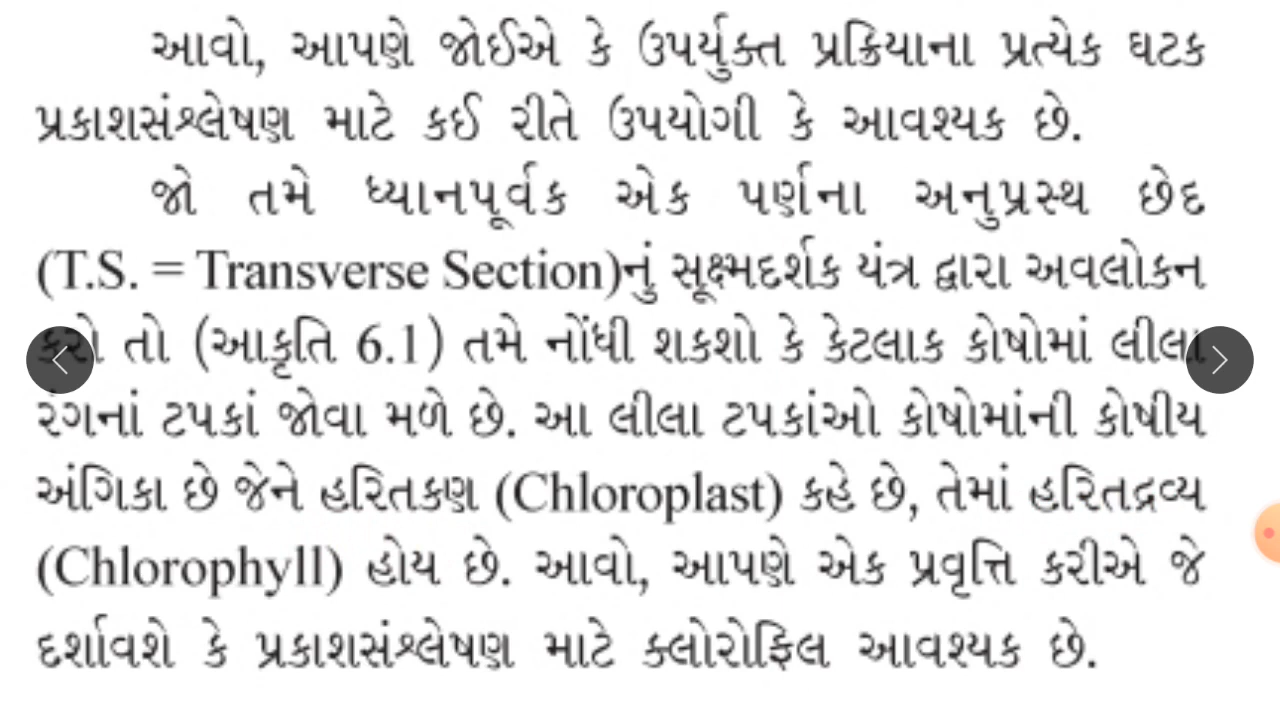 આવો, આપણે જોઈએ કે ઉપર્યુક્ત પ્રક્રિયાના પ્રત્યેક ઘટક
પ્રકાશસંશ્લેષણ માટે કઈ રીતે ઉપયોગી કે આવશ્યક છે.
જો તમે ધ્યાનપૂર્વક એક પર્ણના અનુપ્રસ્થ છેદ
(T.S. = Transverse Section)નું સૂક્ષ્મદર્શક યંત્ર દ્વારા અવલોકન
કરો તો (આકૃતિ 6.1) તમે નોંધી શકશો કે કેટલાક કોષોમાં લીલા
રંગનાં ટપકાં જોવા મળે છે. આ લીલા ટપકાંઓ કોષોમાંની કોષીય
અંગિકા છે જેને હરિતકણ (Chloroplast) કહે છે, તેમાં હરિતદ્રવ્ય
(Chlorophyll) હોય છે. આવો, આપણે એક પ્રવૃત્તિ કરીએ જે
દર્શાવશે કે પ્રકાશસંશ્લેષણ માટે ક્લોરોફિલ આવશ્યક છે.